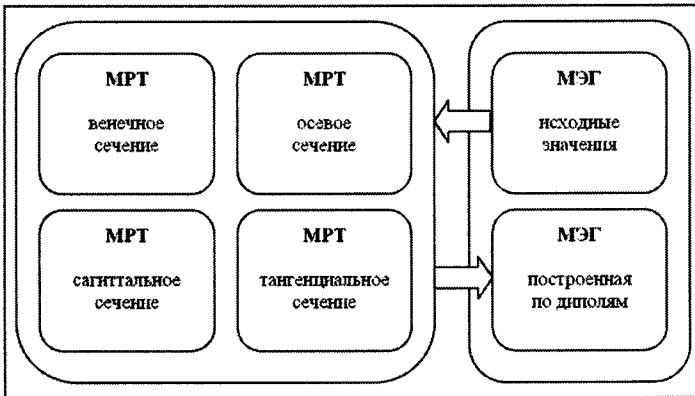 МРТ
венечное
сечение
МРТ
осевое
сечение
МЭГ
исходные
значения
МРТ
сагиттальное
сечение
МРТ
тангенциальное
сечение
МЭГ
построенная
по диполям